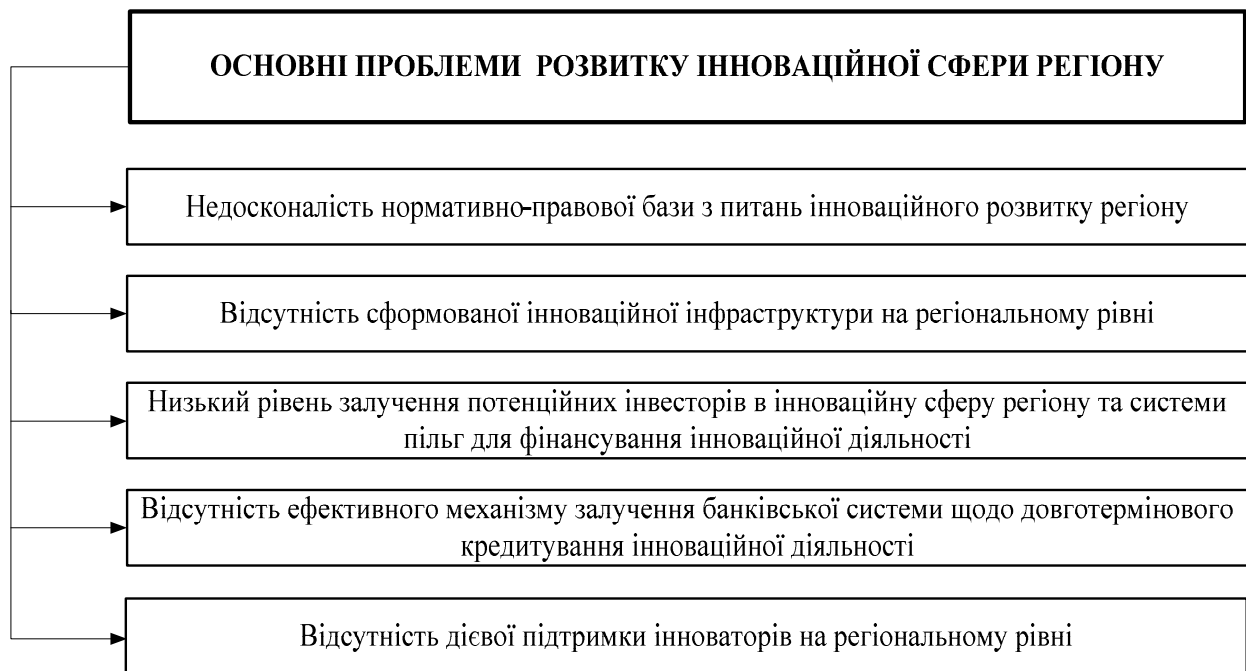 ОСНОВНІ ПРОБЛЕМИ РОЗВИТКУ ІННОВАЦІЙНОЇ СФЕРИ РЕГІОНУ
Недосконалість нормативно-правової бази з питань інноваційного розвитку регіону
Відсутність сформованої інноваційної інфраструктури на регіональному рівні
Низький рівень залучення потенційних інвесторів в інноваційну сферу регіону та системи
пільг для фінансування інноваційної діяльності
Відсутність ефективного механізму залучення банківської системи щодо довготермінового
кредитування інноваційної діяльності
Відсутність дієвої підтримки інноваторів на регіональному рівні